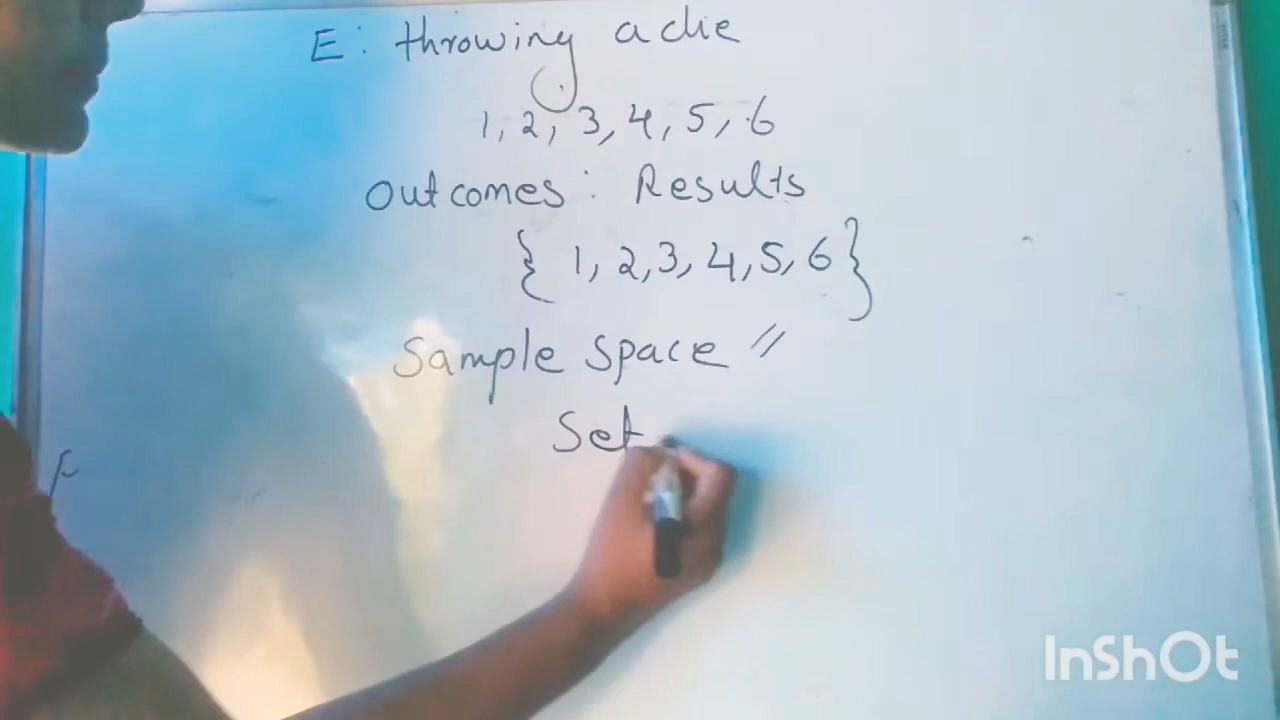 E: throwing a die
1, 2, 3, 4, 5, 6
Outcomes: Results
{ 1, 2, 3, 4, 5, 6 }
Sample Space //
Set
InShOt